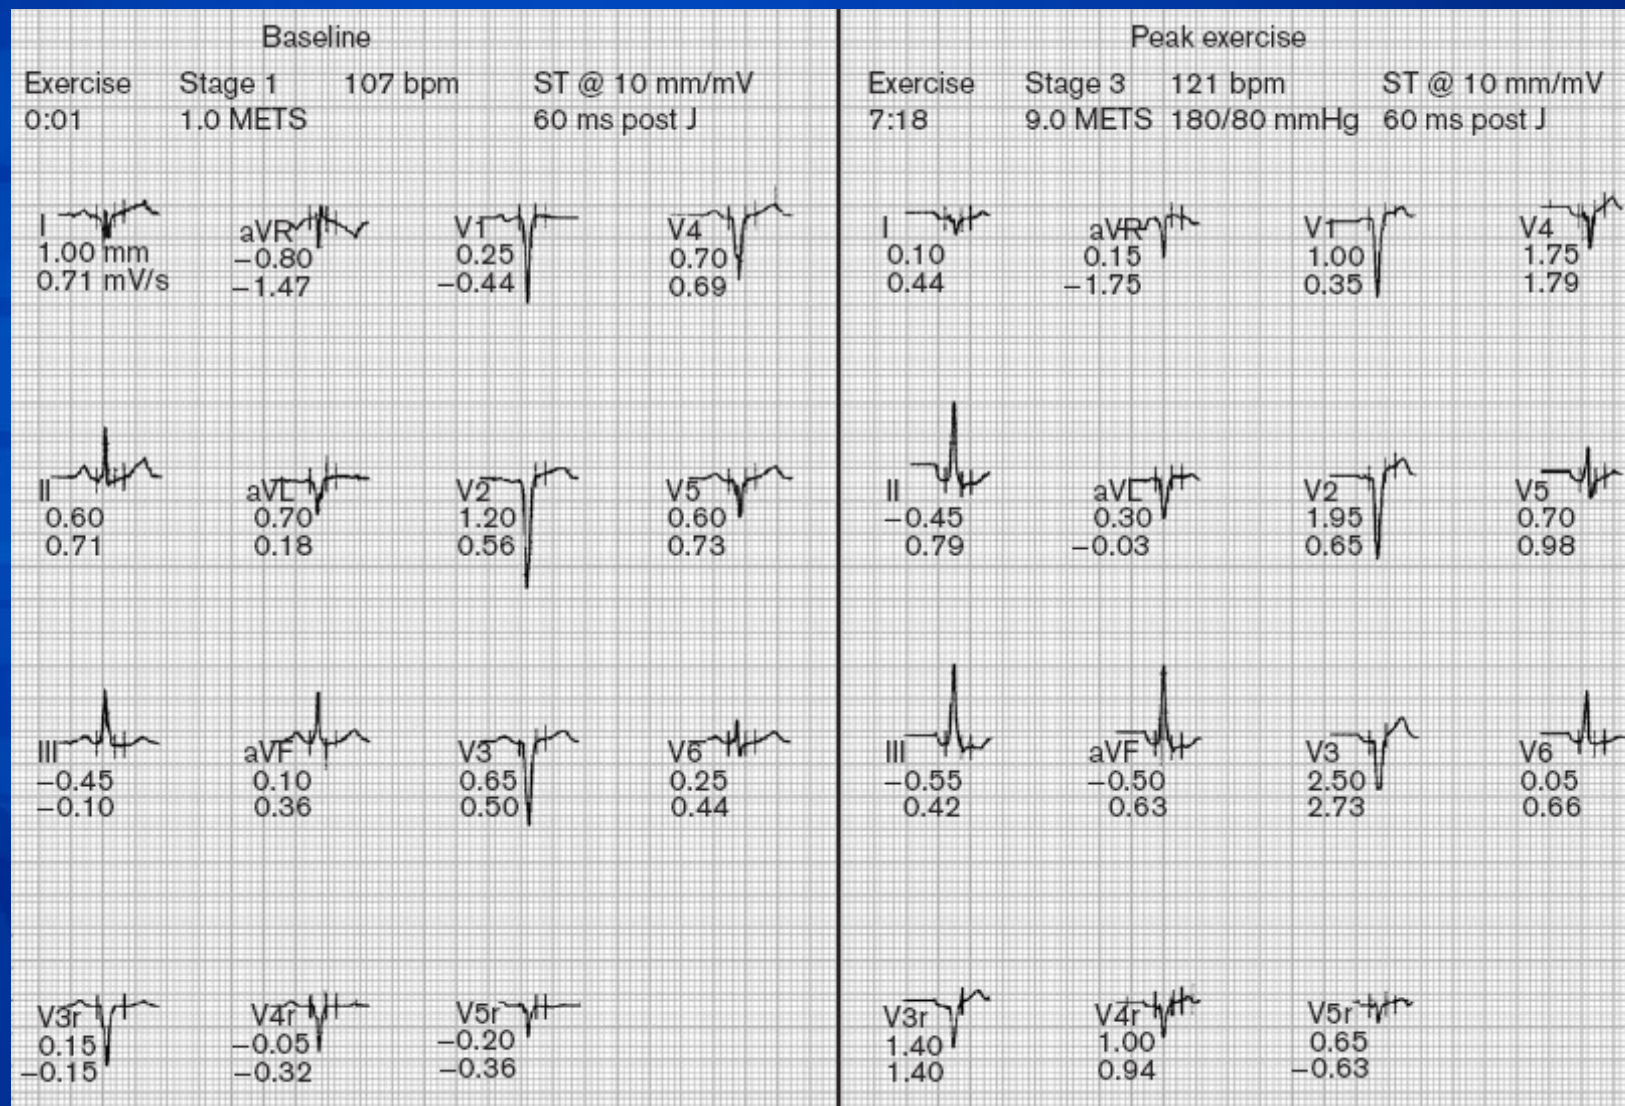 Baseline
Exercise Stage 1 107 bpm ST @ 10 mm/mV
0:01 1.0 METS 60 ms post J
I aVR V1 V4
1.00 mm −0.80 0.25 0.70
0.71 mV/s −1.47 −0.44 0.69
II aVL V2 V5
0.60 0.70 1.20 0.60
0.71 0.18 0.56 0.73
III aVF V3 V6
−0.45 0.10 0.65 0.25
−0.10 0.36 0.50 0.44
V3r V4r V5r
0.15 −0.05 −0.20
−0.15 −0.32 −0.36
Peak exercise
Exercise Stage 3 121 bpm ST @ 10 mm/mV
7:18 9.0 METS 180/80 mmHg 60 ms post J
I aVR V1 V4
0.10 0.15 1.00 1.75
0.44 −1.75 0.35 1.79
II aVL V2 V5
−0.45 0.30 1.95 0.70
0.79 −0.03 0.65 0.98
III aVF V3 V6
−0.55 −0.50 2.50 0.05
0.42 0.63 2.73 0.66
V3r V4r V5r
1.40 1.00 0.65
1.40 0.94 −0.63